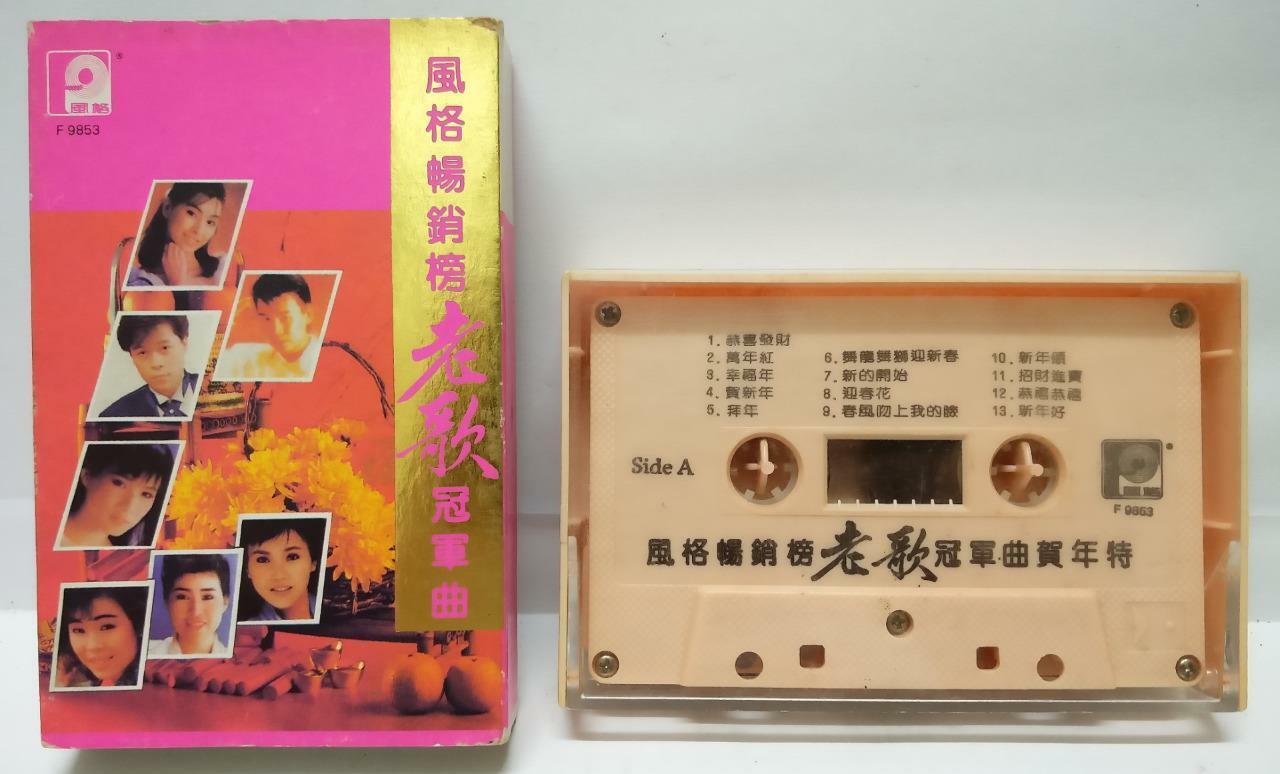 風格
F 9853
風格暢銷榜老歌冠軍曲
1. 恭喜發財
2. 萬年紅
3. 幸福年
4. 賀新年
5. 拜年
6. 舞龍舞獅迎新春
7. 新的開始
8. 迎春花
9. 春風吻上我的臉
10. 新年頌
11. 招財進寶
12. 恭禧恭禧
13. 新年好
Side A
風格
F 9853
風格暢銷榜老歌冠軍曲賀年特